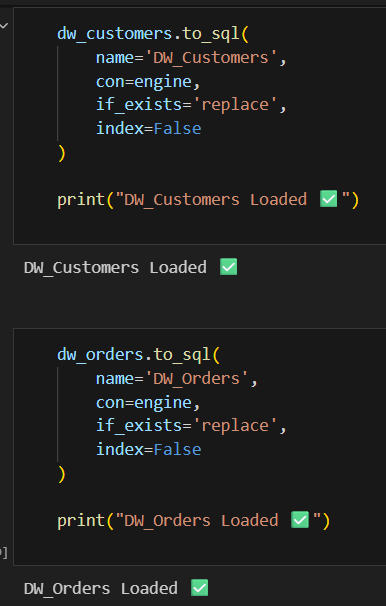 dw_customers.to_sql(
    name='DW_Customers',
    con=engine,
    if_exists='replace',
    index=False
)
print("DW_Customers Loaded ✅")
DW_Customers Loaded ✅
dw_orders.to_sql(
    name='DW_Orders',
    con=engine,
    if_exists='replace',
    index=False
)
print("DW_Orders Loaded ✅")
DW_Orders Loaded ✅